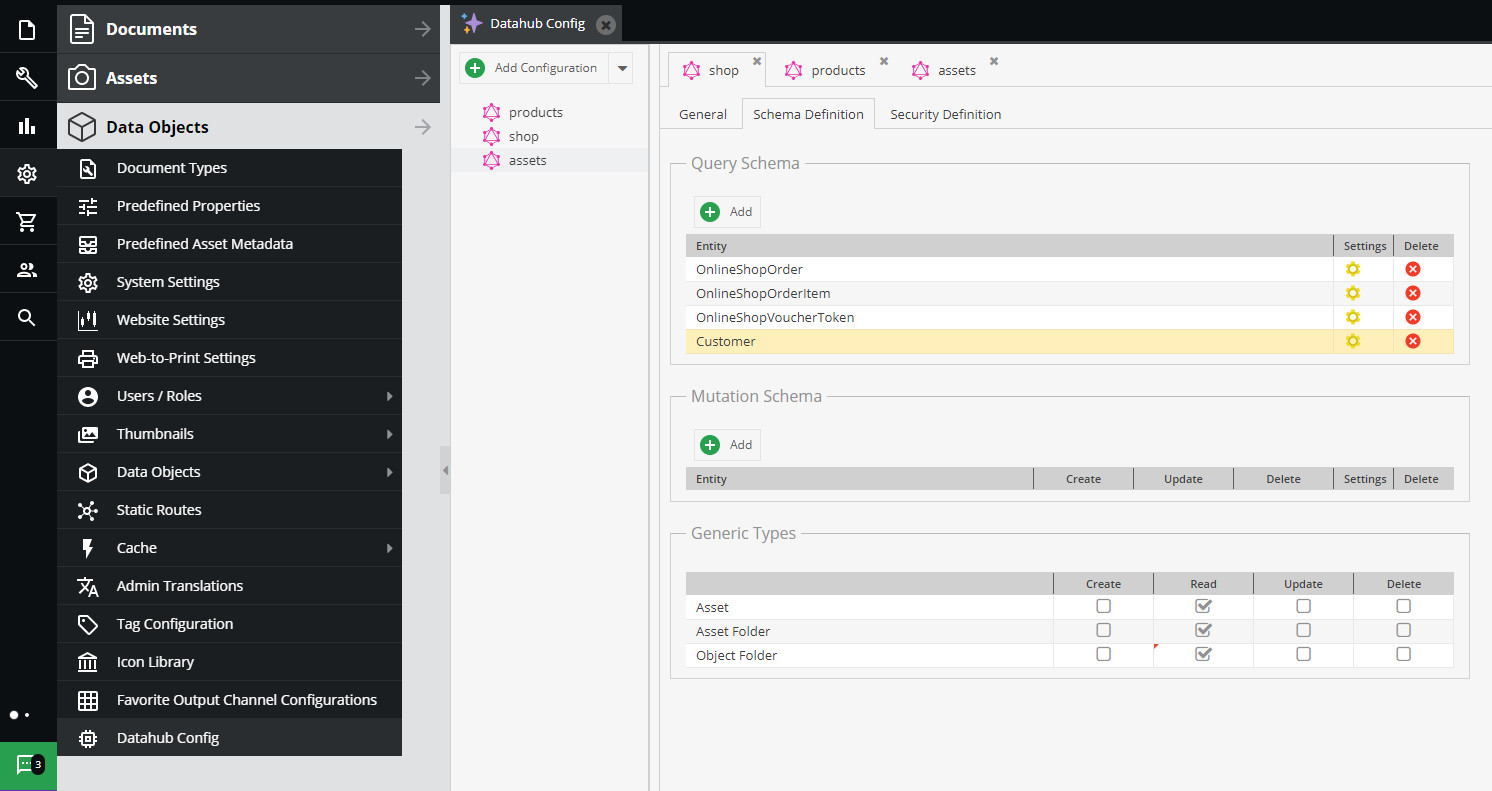 Documents
Assets
Data Objects
Document Types
Predefined Properties
Predefined Asset Metadata
System Settings
Website Settings
Web-to-Print Settings
Users / Roles
Thumbnails
Data Objects
Static Routes
Cache
Admin Translations
Tag Configuration
Icon Library
Favorite Output Channel Configurations
Datahub Config
3
Datahub Config
Add Configuration
products
shop
assets
shop products assets
General Schema Definition Security Definition
Query Schema
Add
Entity Settings Delete
OnlineShopOrder
OnlineShopOrderItem
OnlineShopVoucherToken
Customer
Mutation Schema
Add
Entity Create Update Delete Settings Delete
Generic Types
Create Read Update Delete
Asset
Asset Folder
Object Folder